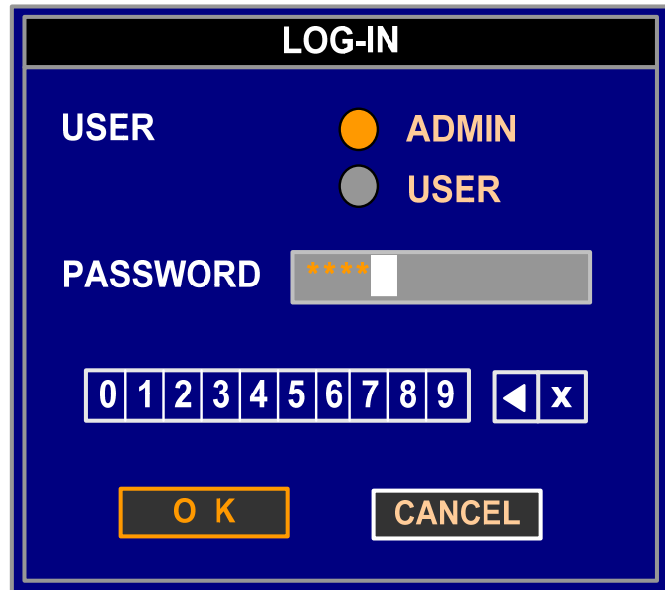 LOG-IN
USER ADMIN
USER
PASSWORD ****
0 1 2 3 4 5 6 7 8 9 ◀ x
O K CANCEL